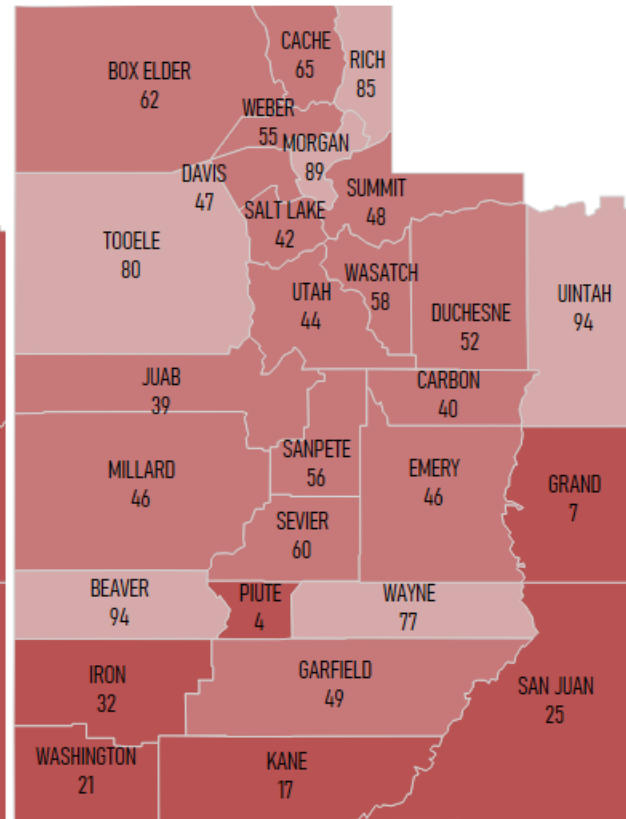 CACHE
65
RICH
85
BOX ELDER
62
WEBER
55
MORGAN
89
DAVIS
47
SUMMIT
48
SALT LAKE
42
TOOELE
80
WASATCH
58
UTAH
44
DUCHESNE
52
UINTAH
94
JUAB
39
CARBON
40
SANPETE
56
MILLARD
46
EMERY
46
GRAND
7
SEVIER
60
BEAVER
94
PIUTE
4
WAYNE
77
IRON
32
GARFIELD
49
SAN JUAN
25
WASHINGTON
21
KANE
17